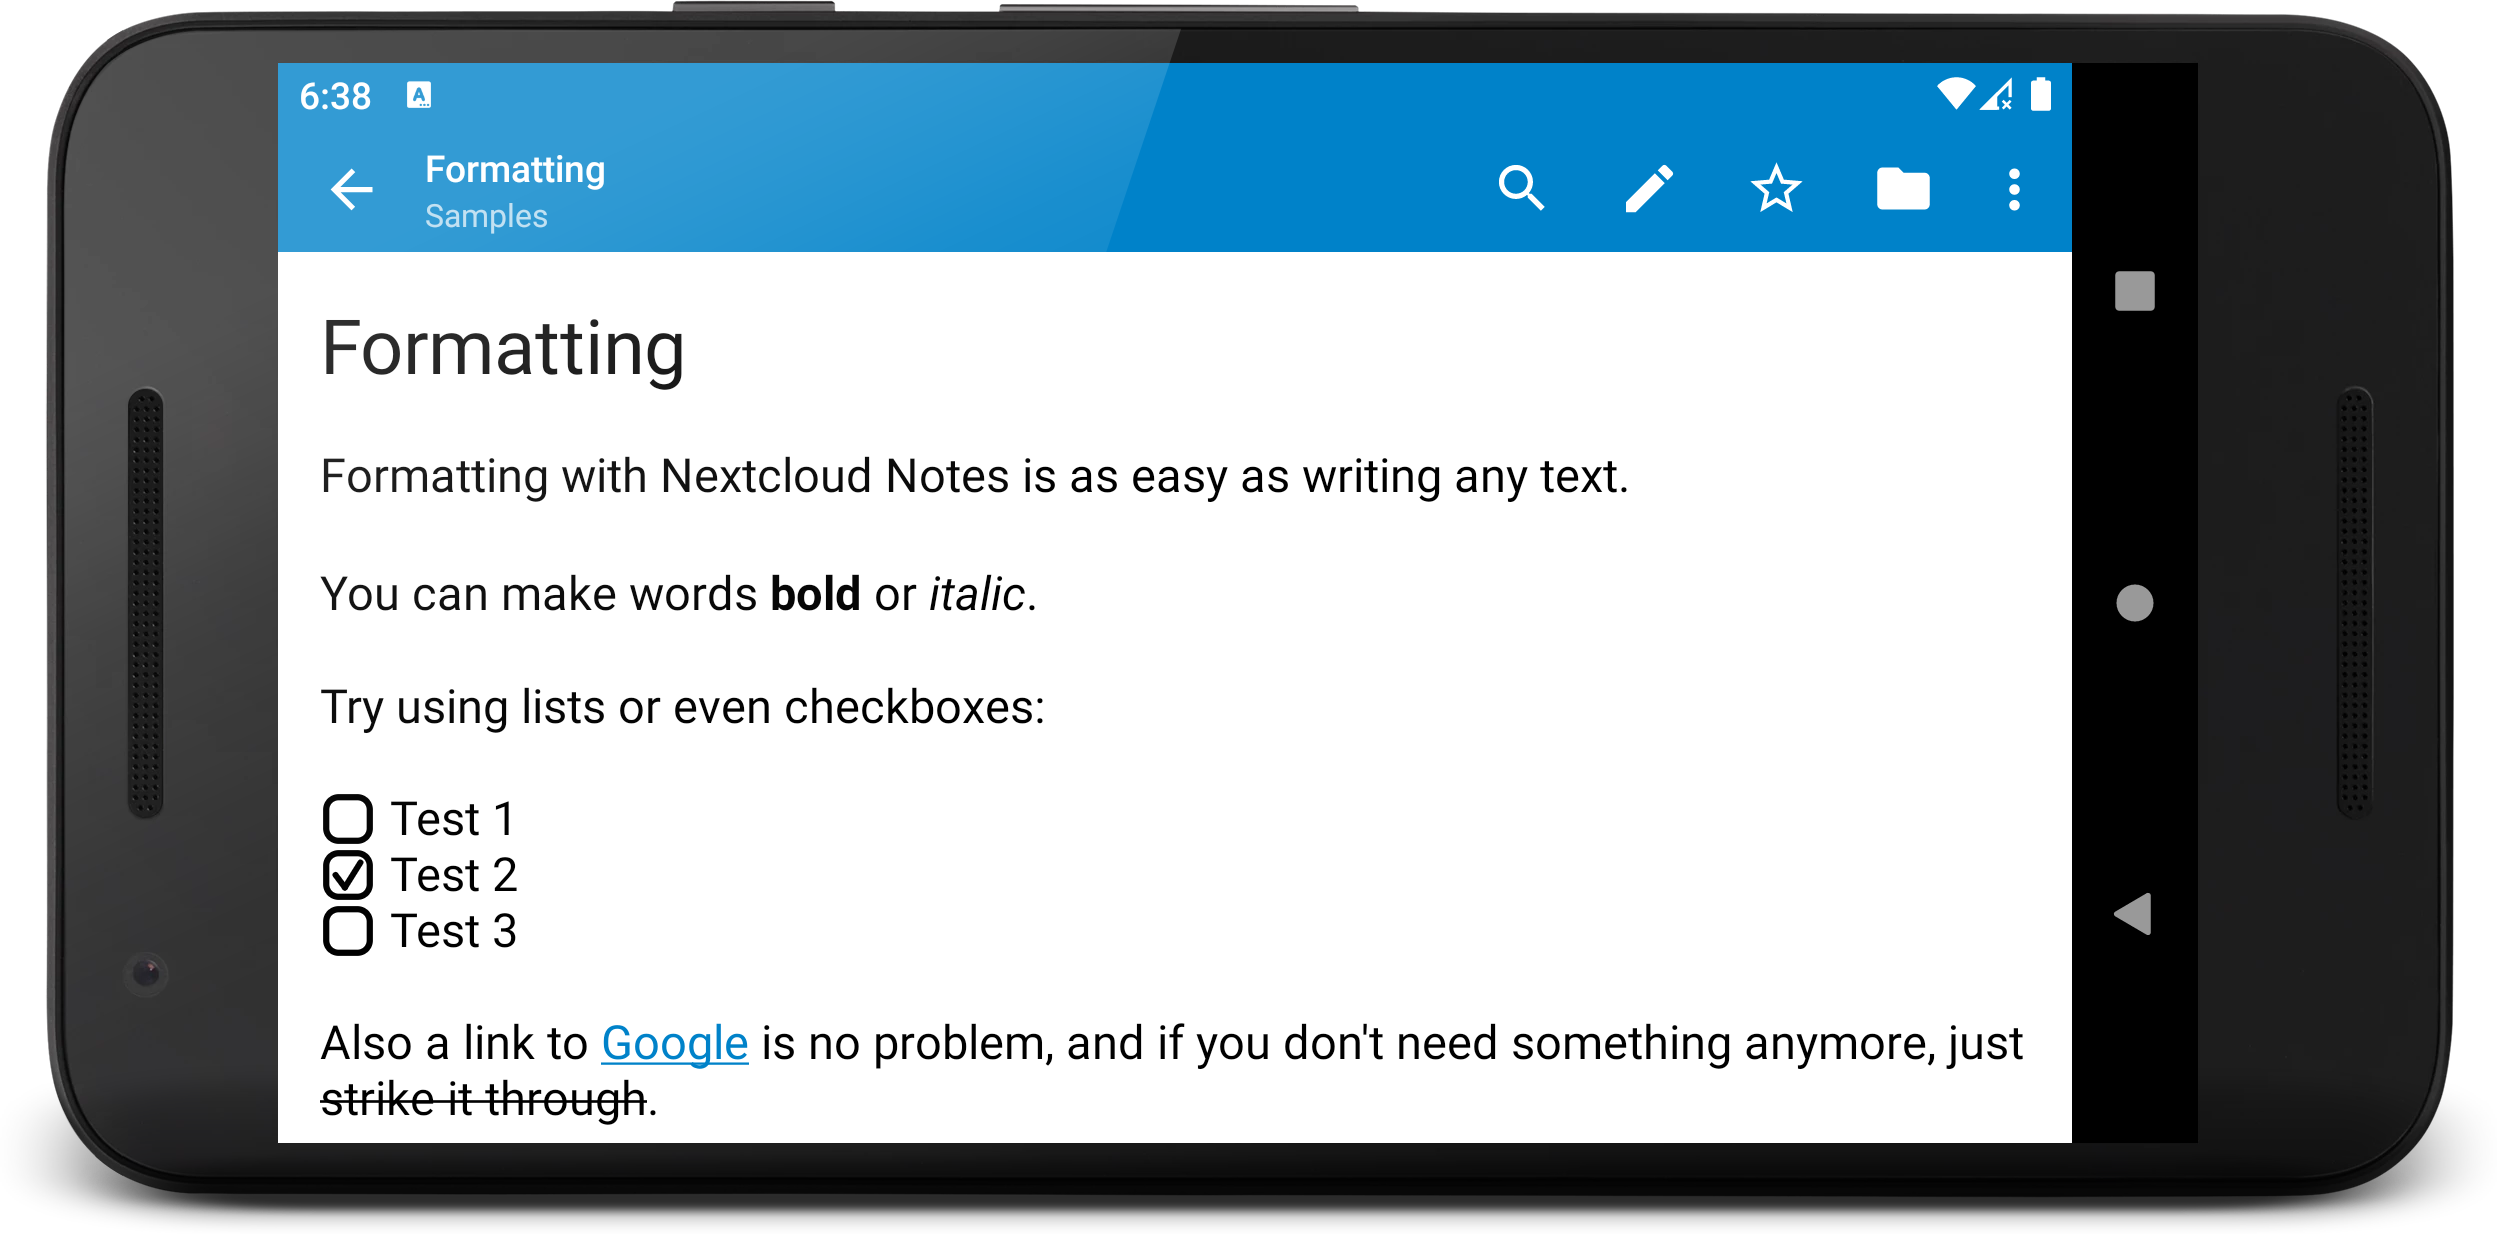 6:38
Formatting
Samples
Formatting
Formatting with Nextcloud Notes is as easy as writing any text.
You can make words bold or italic.
Try using lists or even checkboxes:
Test 1
Test 2
Test 3
Also a link to Google is no problem, and if you don't need something anymore, just
strike it through.